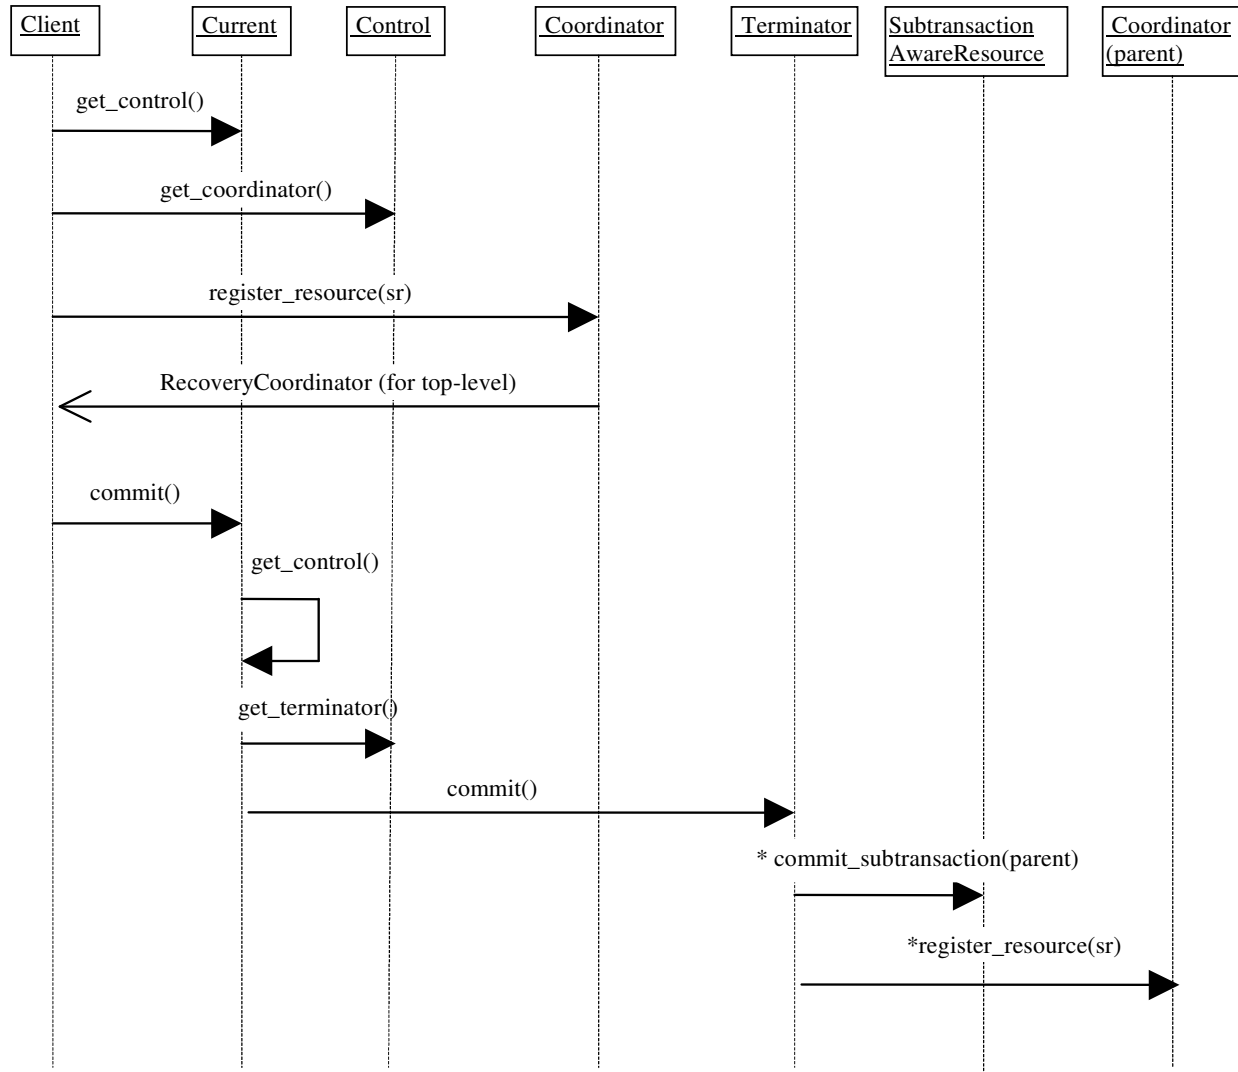 Client
Current
Control
Coordinator
Terminator
Subtransaction
AwareResource
Coordinator
(parent)
get_control()
get_coordinator()
register_resource(sr)
RecoveryCoordinator (for top-level)
commit()
get_control()
get_terminator()
commit()
* commit_subtransaction(parent)
*register_resource(sr)